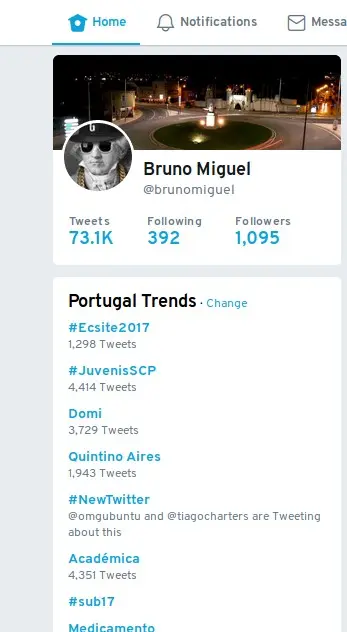 Home Notifications Messa
G
Bruno Miguel
@brunomiguel
Tweets Following Followers
73.1K 392 1,095
Portugal Trends · Change
#Ecsite2017
1,298 Tweets
#JuvenisSCP
4,414 Tweets
Domi
3,729 Tweets
Quintino Aires
1,943 Tweets
#NewTwitter
@omgubuntu and @tiagocharters are Tweeting
about this
Académica
4,351 Tweets
#sub17
Medicamento